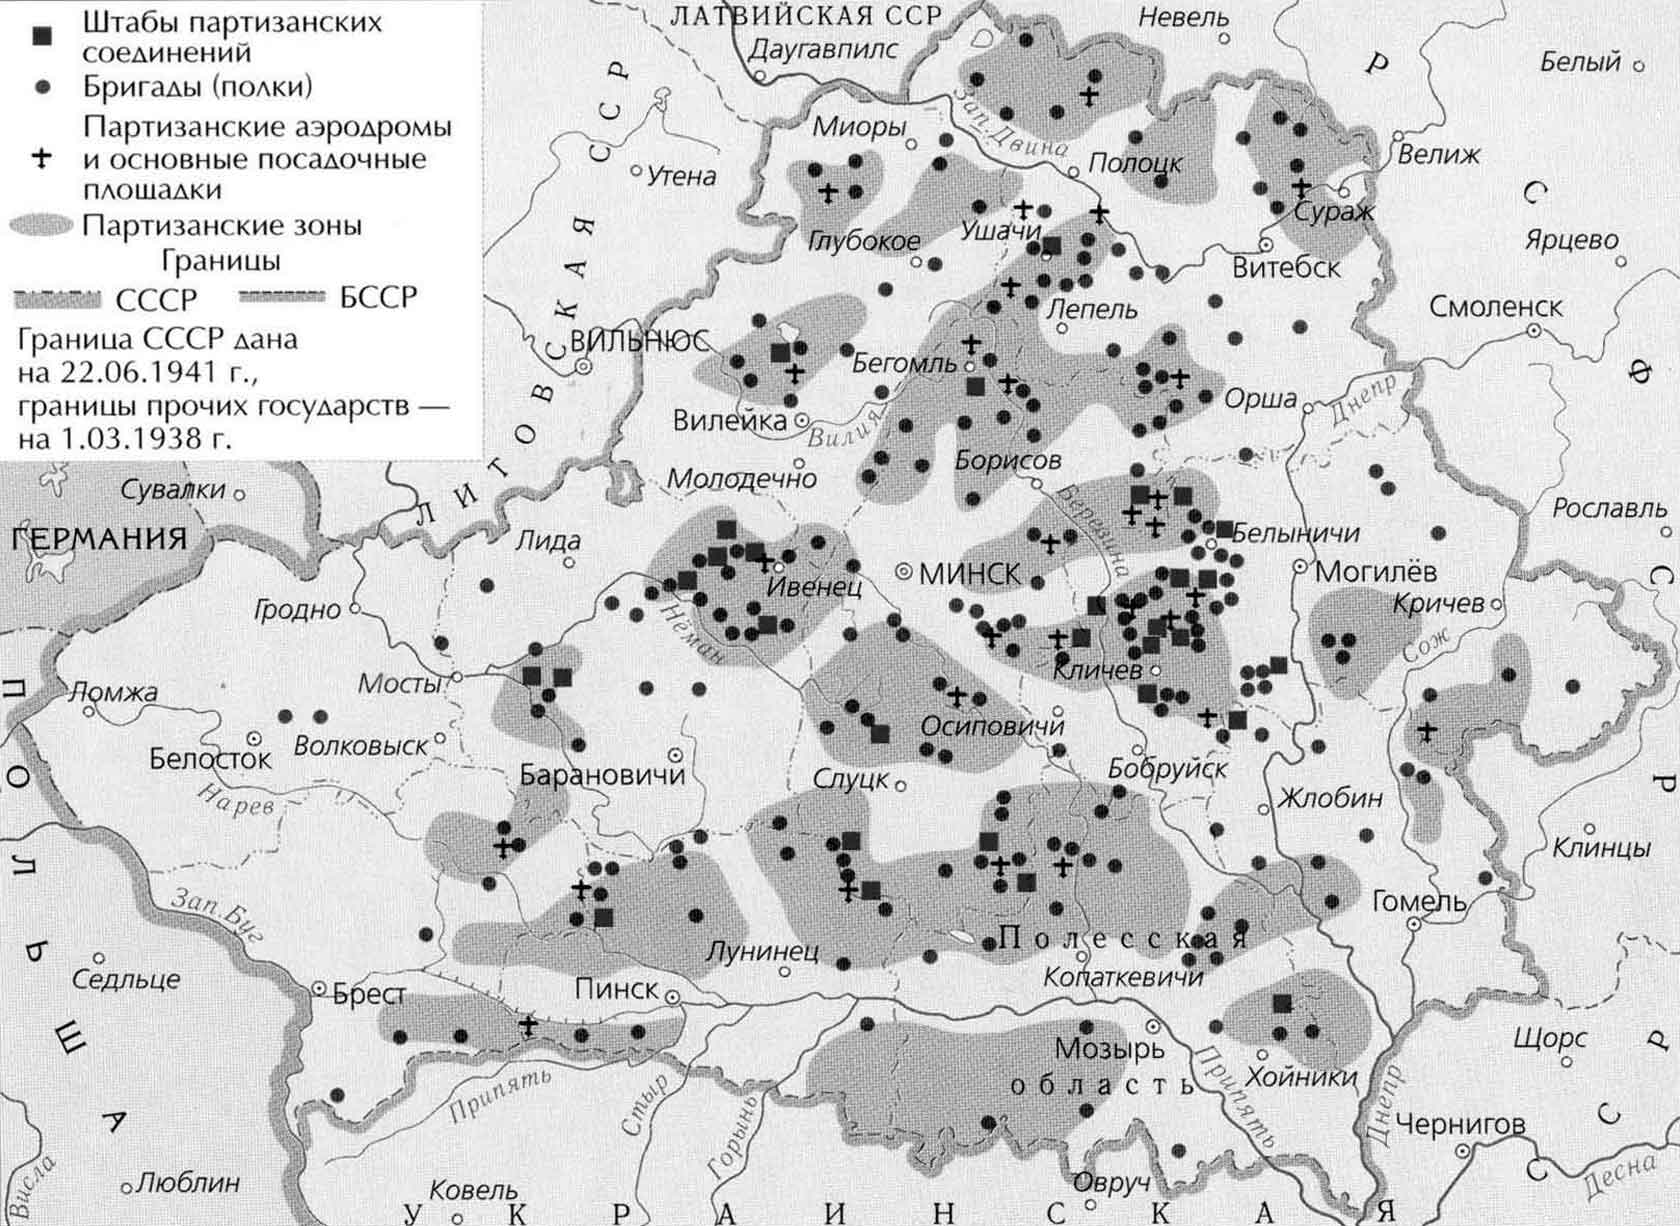 Штабы партизанских
соединений
Бригады (полки)
Партизанские аэродромы
и основные посадочные
площадки
Партизанские зоны
Границы
СССР
БССР
Граница СССР дана
на 22.06.1941 г.,
границы прочих государств —
на 1.03.1938 г.
ЛАТВИЙСКАЯ ССР
Невель
Даугавпилс
Белый
Зап. Двина
Миоры
Полоцк
Велиж
Утена
Сураж
Глубокое
Ушачи
Витебск
Ярцево
Лепель
Смоленск
ВИЛЬНЮС
Бегомль
Орша
Днепр
Вилейка
Вилия
Борисов
Молодечно
Сувалки
Березина
Рославль
ГЕРМАНИЯ
Лида
Белыничи
Ивенец
МИНСК
Могилёв
Гродно
Кричев
Нёман
Сож
Кличев
Мосты
Ломжа
Осиповичи
Белосток
Волковыск
Барановичи
Слуцк
Бобруйск
Жлобин
Нарев
Клинцы
Зап. Буг
Гомель
Лунинец
Полесская
Седльце
Копаткевичи
Брест
Пинск
Мозырь
Щорс
область
Хойники
Припять
Припять
Стырь
Горынь
Днепр
Чернигов
Висла
Люблин
Ковель
Овруч
Десна
ЛИТОВСКАЯ ССР
ПОЛЬША
УКРАИНСКАЯ
ССР
РСФСР